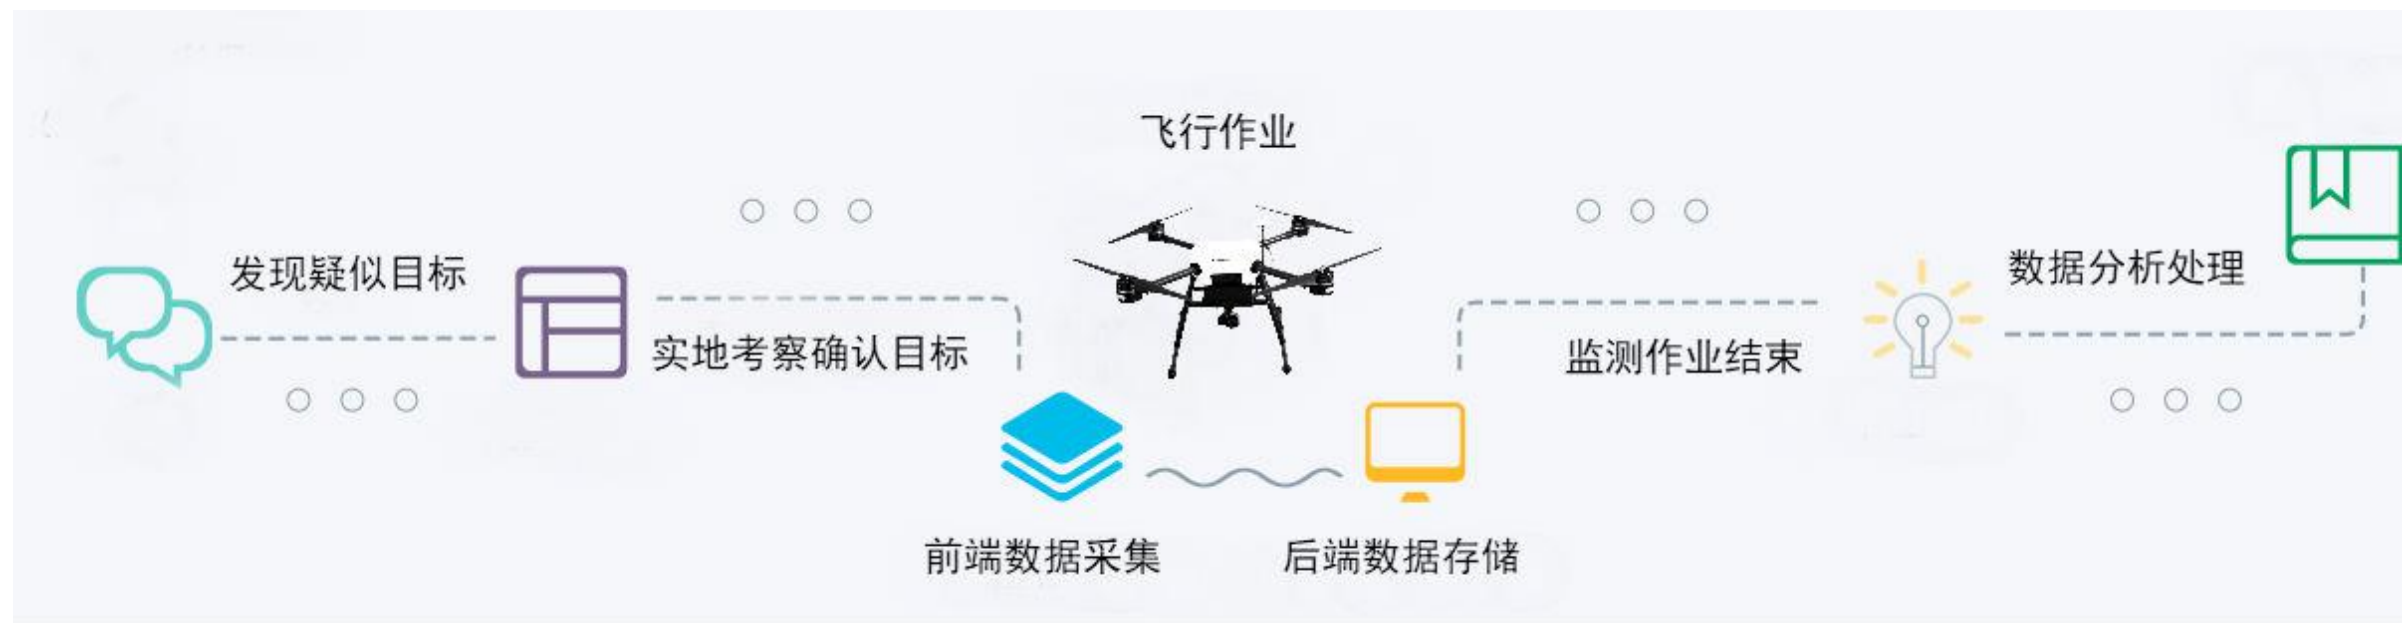 飞行作业
发现疑似目标
实地考察确认目标
前端数据采集
后端数据存储
监测作业结束
数据分析处理